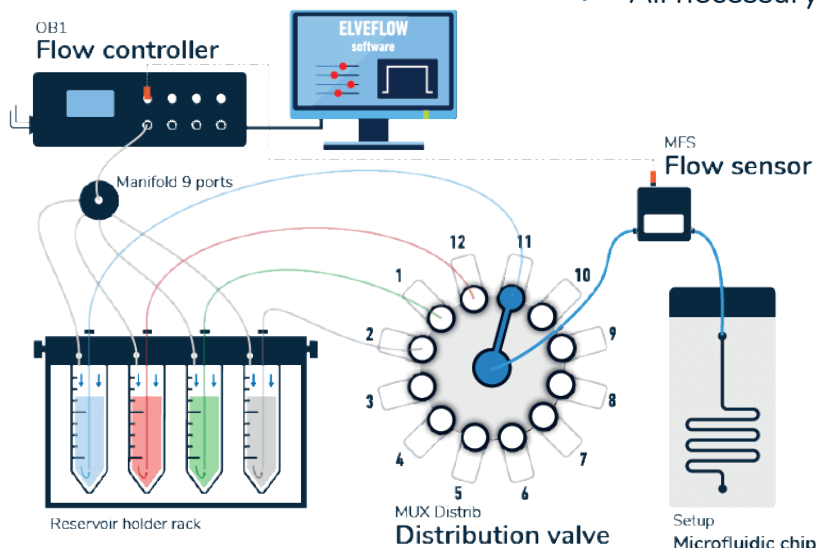 All necessary
OB1
Flow controller
ELVEFLOW
software
MFS
Flow sensor
Manifold 9 ports
12
11
1
10
2
9
3
8
4
7
5
6
Reservoir holder rack
MUX Distrib
Distribution valve
Setup
Microfluidic chip